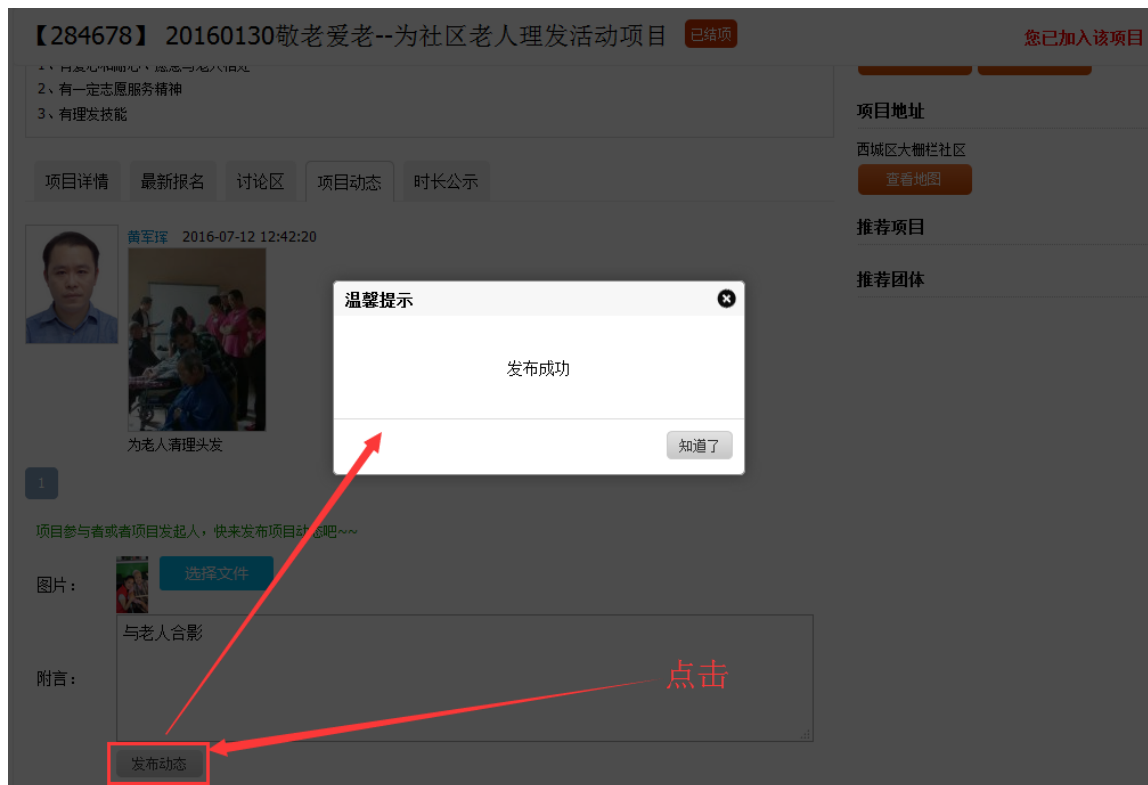 【284678】 20160130敬老爱老--为社区老人理发活动项目 已结项
您已加入该项目
2、有一定志愿服务精神
3、有理发技能
项目地址
西城区大栅栏社区
查看地图
推荐项目
推荐团体
项目详情 最新报名 讨论区 项目动态 时长公示
黄军珲 2016-07-12 12:42:20
为老人清理头发
1
温馨提示
发布成功
知道了
项目参与者或者项目发起人，快来发布项目动态吧~~
图片：
选择文件
附言：
与老人合影
点击
发布动态